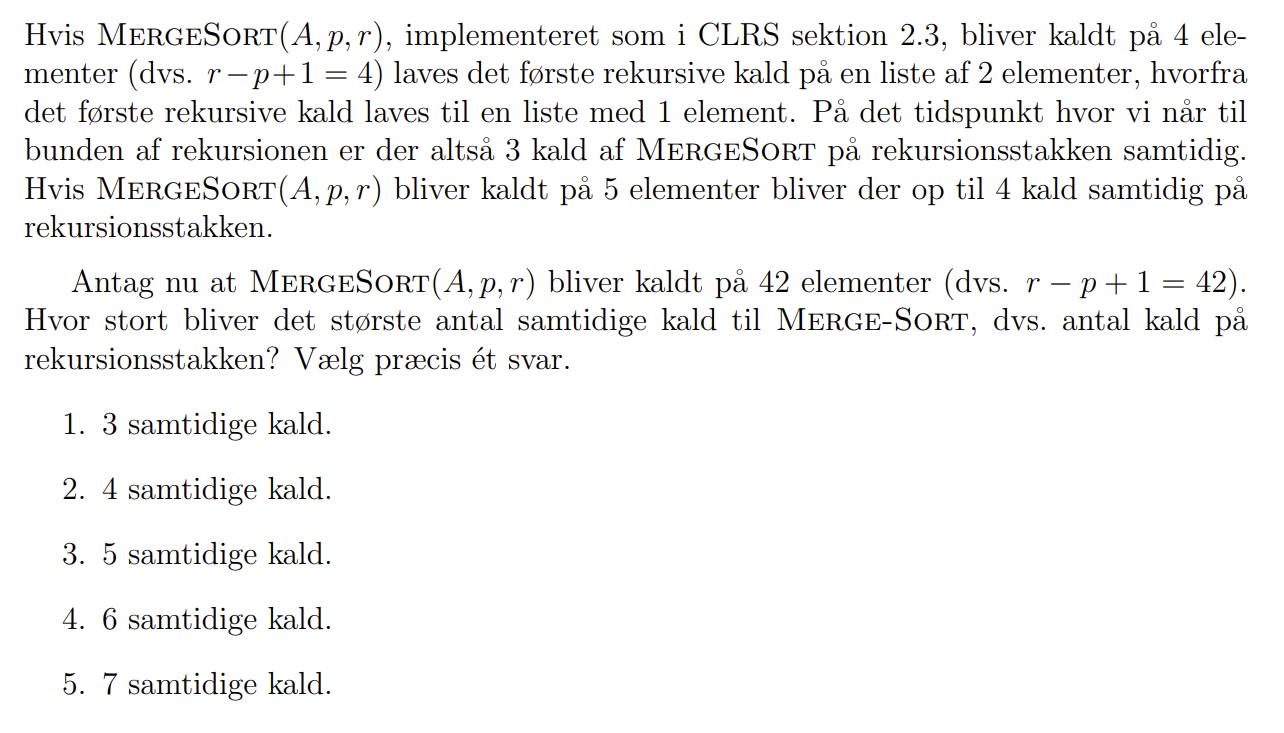 Hvis MERGESORT(A, p, r), implementeret som i CLRS sektion 2.3, bliver kaldt på 4 ele-
menter (dvs. r−p+1 = 4) laves det første rekursive kald på en liste af 2 elementer, hvorfra
det første rekursive kald laves til en liste med 1 element. På det tidspunkt hvor vi når til
bunden af rekursionen er der altså 3 kald af MERGESORT på rekursionsstakken samtidig.
Hvis MERGESORT(A, p, r) bliver kaldt på 5 elementer bliver der op til 4 kald samtidig på
rekursionsstakken.
Antag nu at MERGESORT(A, p, r) bliver kaldt på 42 elementer (dvs. r − p + 1 = 42).
Hvor stort bliver det største antal samtidige kald til MERGE-SORT, dvs. antal kald på
rekursionsstakken? Vælg præcis ét svar.
1. 3 samtidige kald.
2. 4 samtidige kald.
3. 5 samtidige kald.
4. 6 samtidige kald.
5. 7 samtidige kald.